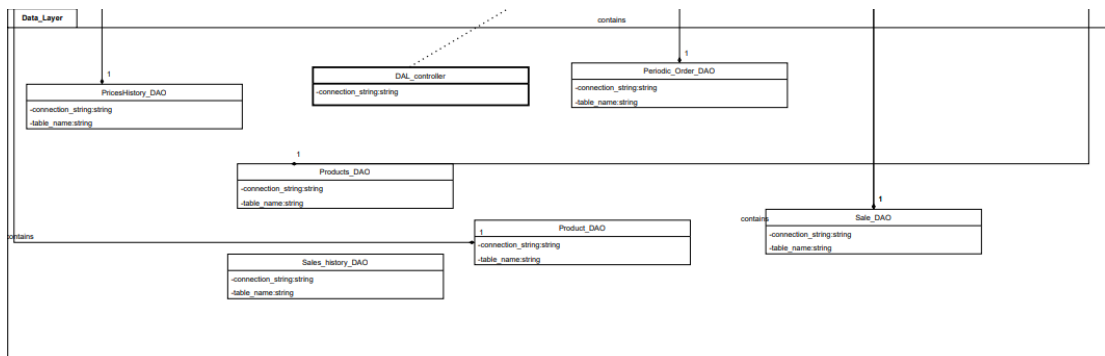 Data_Layer
contains
1
1
DAL_controller
-connection_string:string
Periodic_Order_DAO
-connection_string:string
-table_name:string
PricesHistory_DAO
-connection_string:string
-table_name:string
1
Products_DAO
-connection_string:string
-table_name:string
1
contains
Sale_DAO
-connection_string:string
-table_name:string
contains
1
Product_DAO
-connection_string:string
-table_name:string
Sales_history_DAO
-connection_string:string
-table_name:string